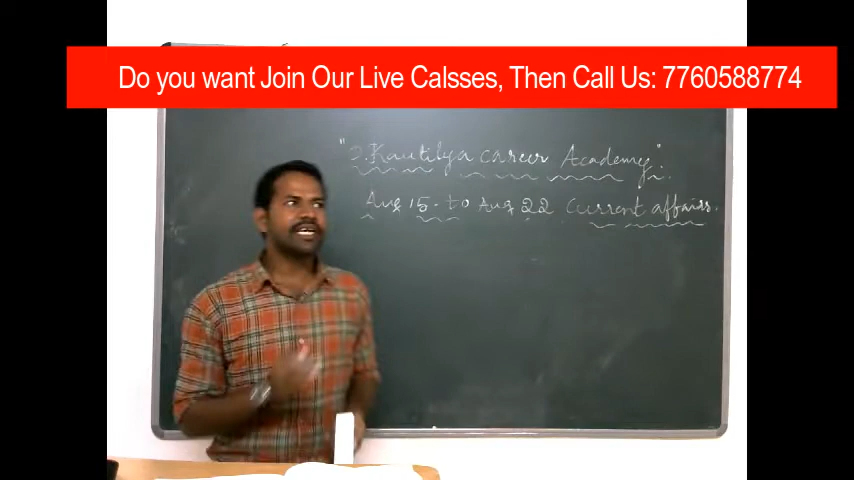 Do you want Join Our Live Calsses, Then Call Us: 7760588774
"D.Kautilya career Academy"
Aug 15 to Aug 22 Current affairs.